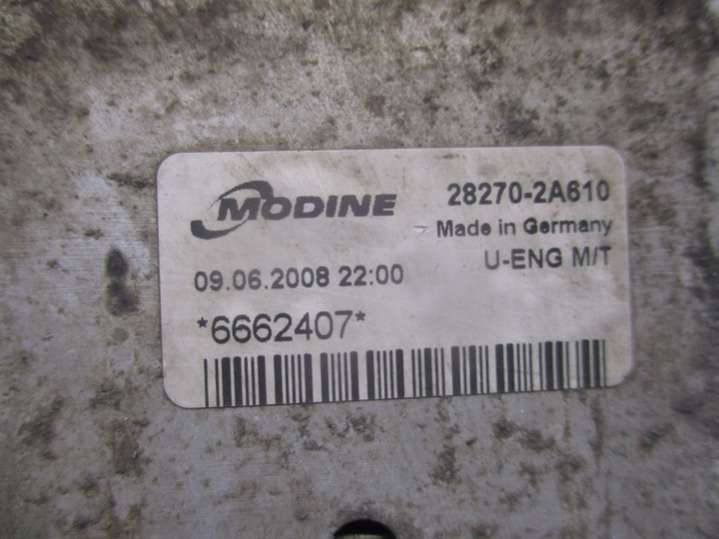 MODINE
28270-2A610
Made in Germany
09.06.2008 22:00
U-ENG M/T
*6662407*